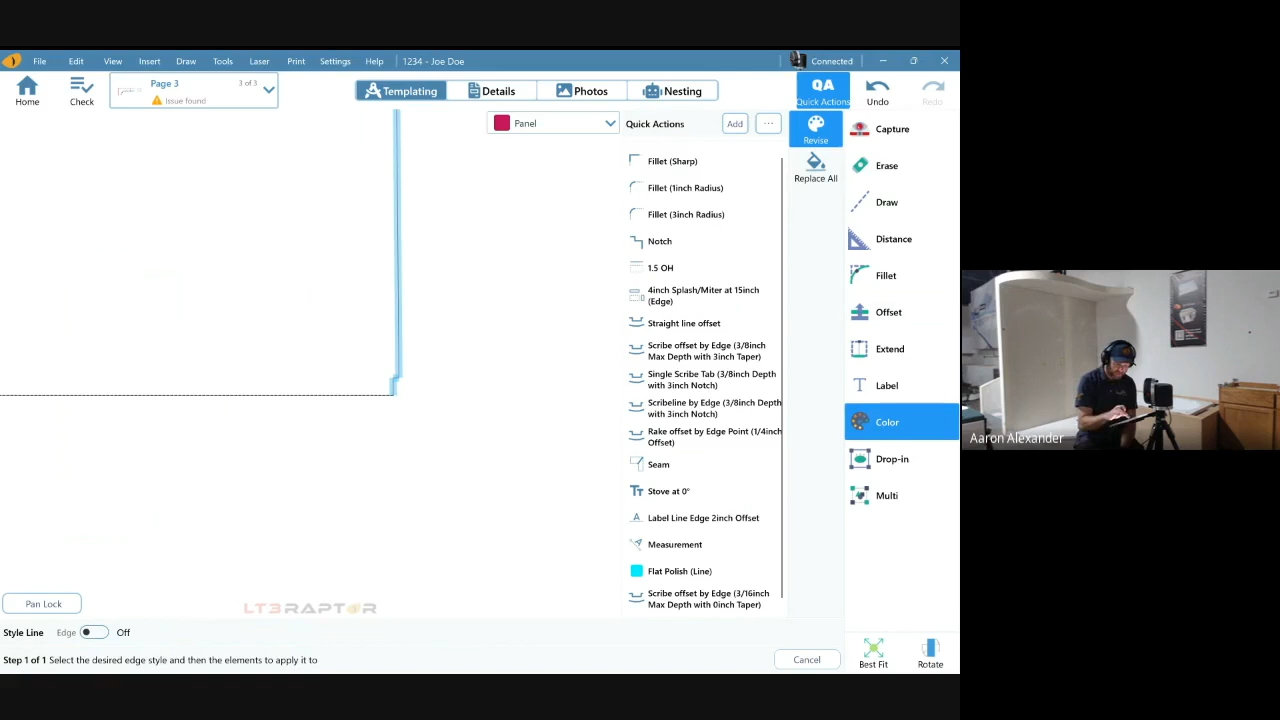 File Edit View Insert Draw Tools Laser Print Settings Help 1234 - Joe Doe Connected
Home
Check
Page 3
3 of 3
Issue found
Templating
Details
Photos
Nesting
QA
Quick Actions
Undo
Redo
Panel
Quick Actions
Add
...
Fillet (Sharp)
Fillet (1inch Radius)
Fillet (3inch Radius)
Notch
1.5 OH
4inch Splash/Miter at 15inch
(Edge)
Straight line offset
Scribe offset by Edge (3/8inch
Max Depth with 3inch Taper)
Single Scribe Tab (3/8inch Depth
with 3inch Notch)
Scribeline by Edge (3/8inch Depth
with 3inch Notch)
Rake offset by Edge Point (1/4inch
Offset)
Seam
Stove at 0°
Label Line Edge 2inch Offset
Measurement
Flat Polish (Line)
Scribe offset by Edge (3/16inch
Max Depth with 0inch Taper)
Revise
Replace All
Capture
Erase
Draw
Distance
Fillet
Offset
Extend
Label
Color
Drop-in
Multi
Best Fit
Rotate
Pan Lock
LT3RAPTOR
Style Line Edge Off
Step 1 of 1 Select the desired edge style and then the elements to apply it to
Cancel
Aaron Alexander